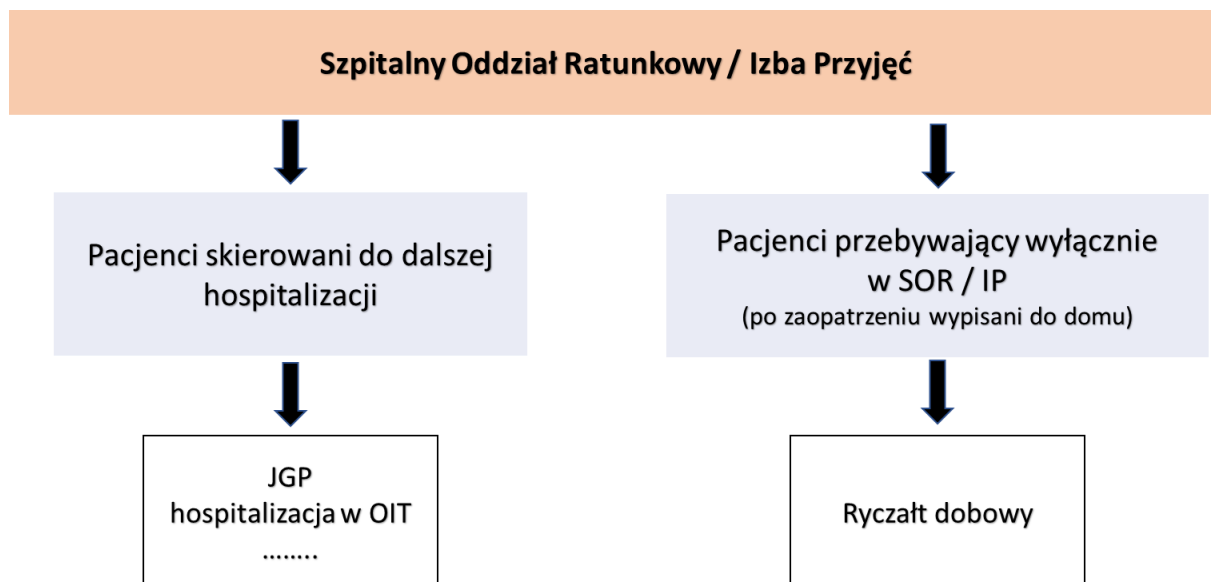 Szpitalny Oddział Ratunkowy / Izba Przyjęć
Pacjenci skierowani do dalszej
hospitalizacji
Pacjenci przebywający wyłącznie
w SOR / IP
(po zaopatrzeniu wypisani do domu)
JGP
hospitalizacja w OIT
........
Ryczałt dobowy